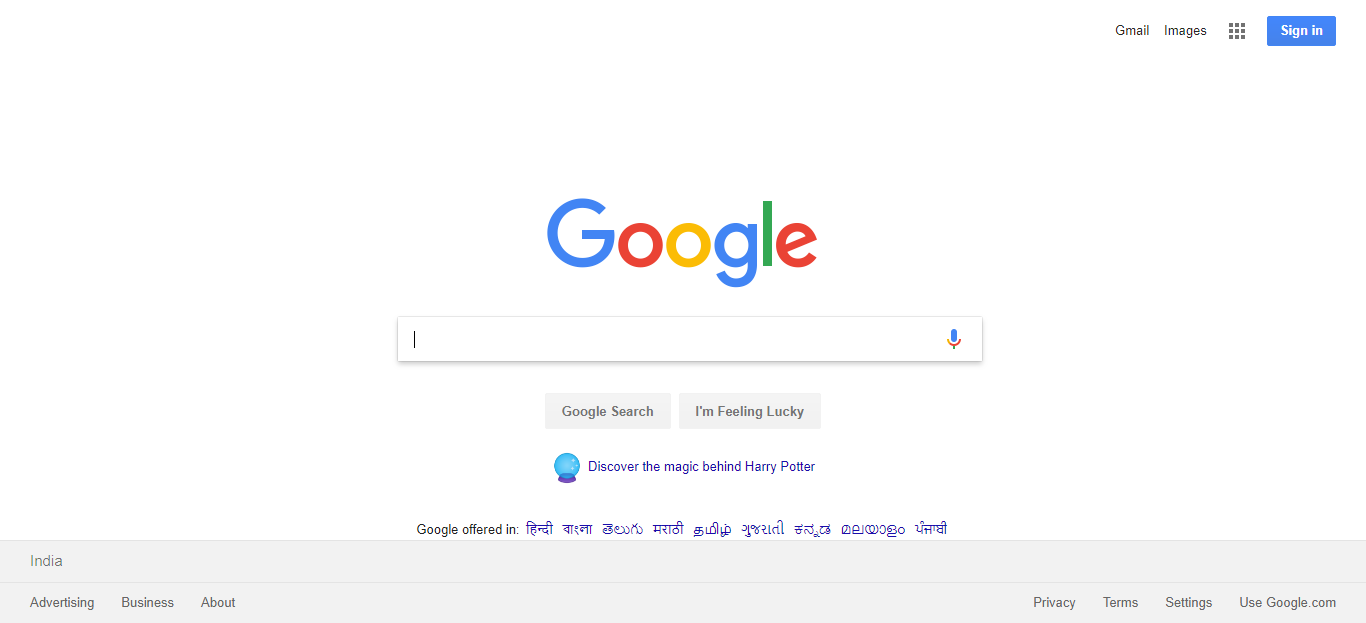 Gmail Images Sign in
Google
Google Search I'm Feeling Lucky
Discover the magic behind Harry Potter
Google offered in: हिन्दी বাংলা తెలుగు मराठी தமிழ் ગુજરાતી ಕನ್ನಡ മലയാളം ਪੰਜਾਬੀ
India
Advertising Business About Privacy Terms Settings Use Google.com